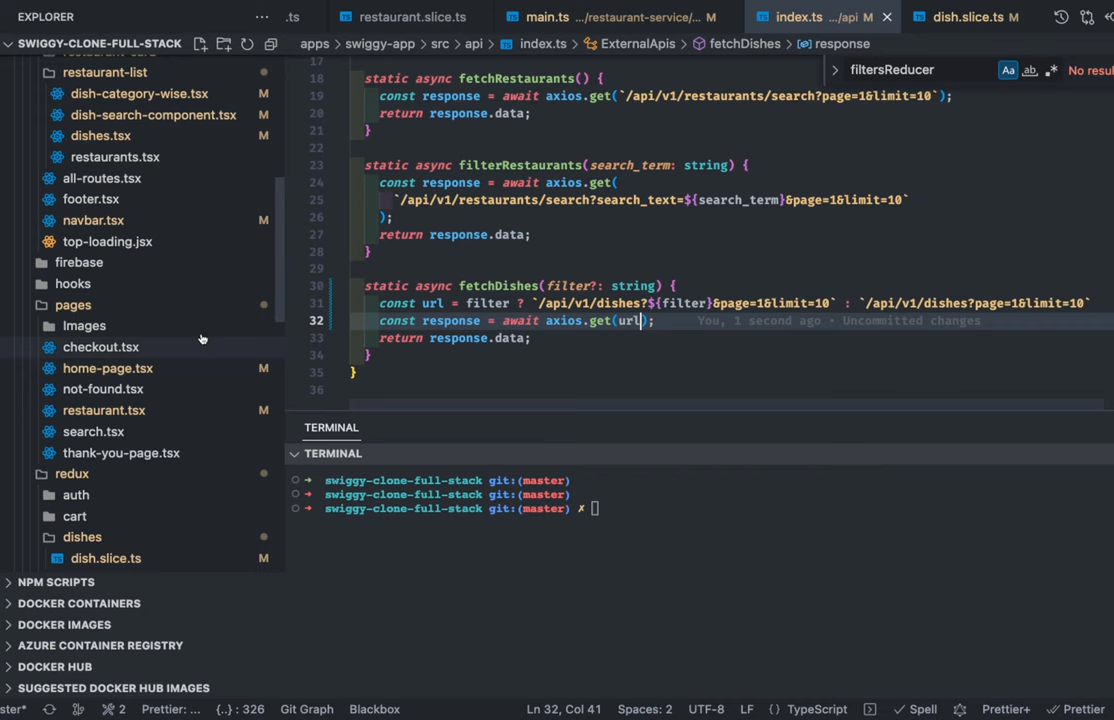 EXPLORER
···
.ts
restaurant.slice.ts
main.ts .../restaurant-service/... M
index.ts .../api M
dish.slice.ts M
SWIGGY-CLONE-FULL-STACK
apps > swiggy-app > src > api > index.ts > ExternalApis > fetchDishes > response
filtersReducer
Aa ab .* No resul
restaurant-list
dish-category-wise.tsx M
dish-search-component.tsx M
dishes.tsx M
restaurants.tsx
all-routes.tsx
footer.tsx
navbar.tsx M
top-loading.jsx
firebase
hooks
pages
Images
checkout.tsx
home-page.tsx M
not-found.tsx
restaurant.tsx M
search.tsx
thank-you-page.tsx
redux
auth
cart
dishes
dish.slice.ts M
NPM SCRIPTS
DOCKER CONTAINERS
DOCKER IMAGES
AZURE CONTAINER REGISTRY
DOCKER HUB
SUGGESTED DOCKER HUB IMAGES
17
18 static async fetchRestaurants() {
19 const response = await axios.get(`/api/v1/restaurants/search?page=1&limit=10`);
20 return response.data;
21 }
22
23 static async filterRestaurants(search_term: string) {
24 const response = await axios.get(
25 `/api/v1/restaurants/search?search_text=${search_term}&page=1&limit=10`
26 );
27 return response.data;
28 }
29
30 static async fetchDishes(filter?: string) {
31 const url = filter ? `/api/v1/dishes?${filter}&page=1&limit=10` : `/api/v1/dishes?page=1&limit=10`
32 const response = await axios.get(url); You, 1 second ago • Uncommitted changes
33 return response.data;
34 }
35 }
36
TERMINAL
TERMINAL
swiggy-clone-full-stack git:(master)
swiggy-clone-full-stack git:(master)
swiggy-clone-full-stack git:(master) ✗
ster* 2 Prettier: ... {..} : 326 Git Graph Blackbox Ln 32, Col 41 Spaces: 2 UTF-8 LF {} TypeScript Spell Prettier+ Prettier